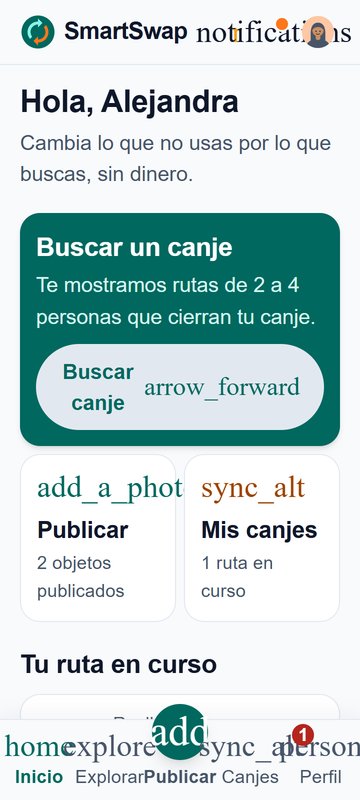 SmartSwap notifications
Hola, Alejandra
Cambia lo que no usas por lo que
buscas, sin dinero.
Buscar un canje
Te mostramos rutas de 2 a 4
personas que cierran tu canje.
Buscar
canje
arrow_forward
add_a_phot
Publicar
2 objetos
publicados
sync_alt
Mis canjes
1 ruta en
curso
Tu ruta en curso
home explore add sync_alt person
1
Inicio Explorar Publicar Canjes Perfil